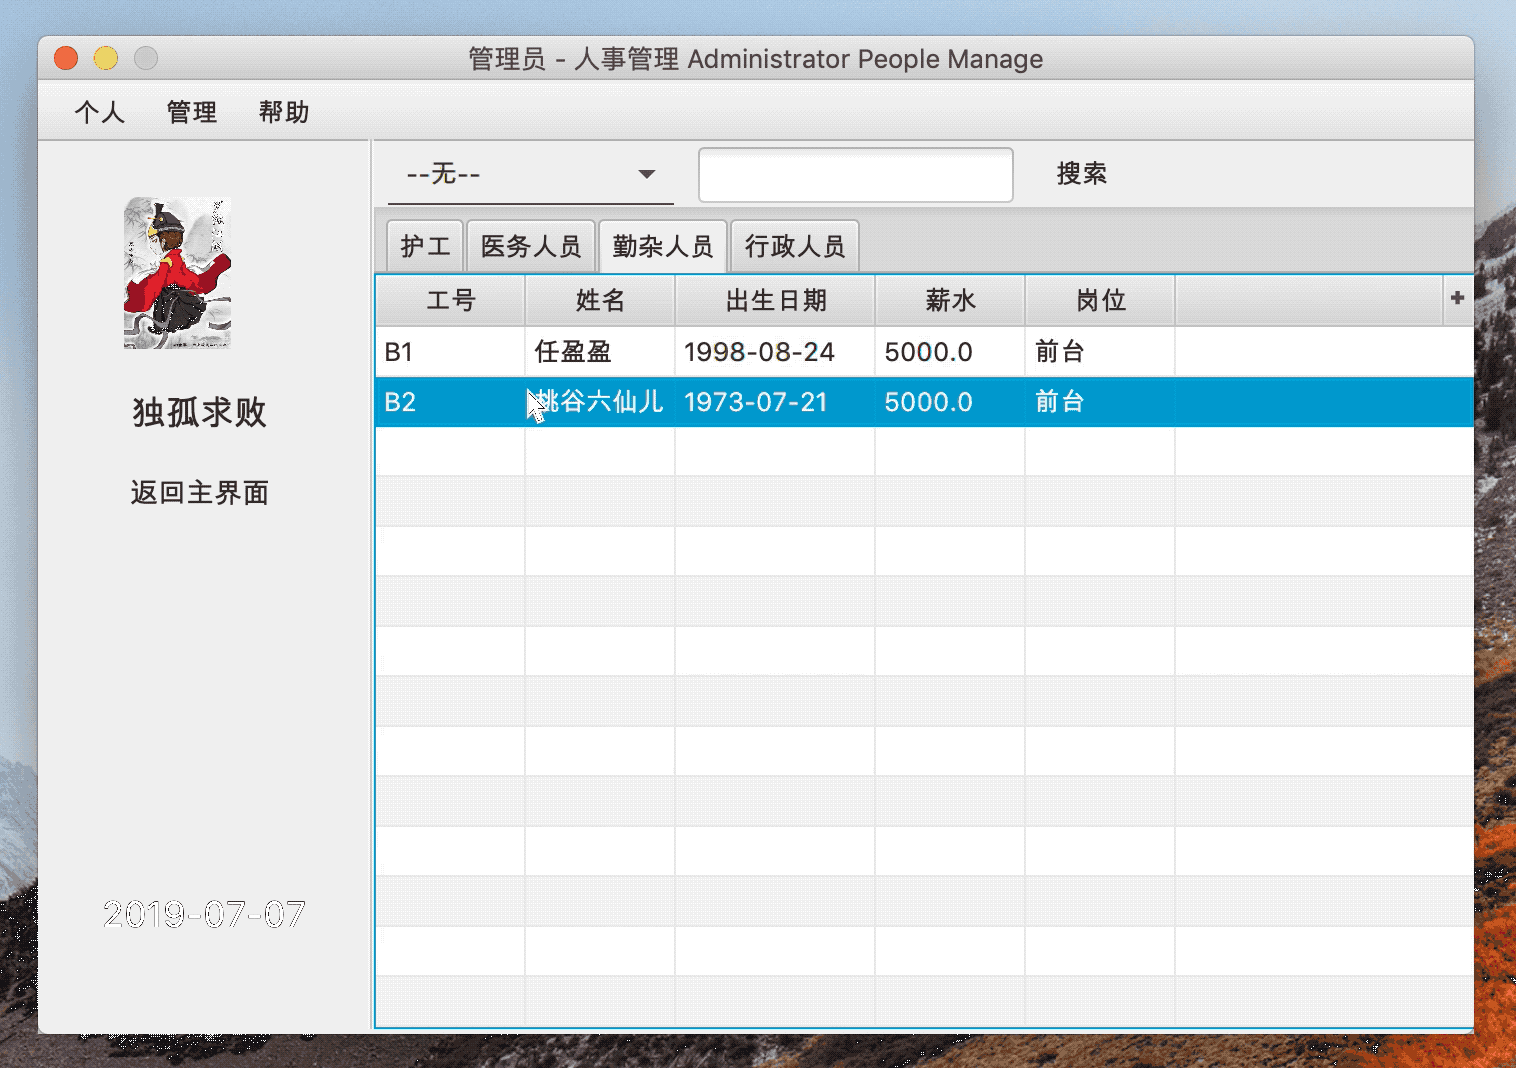 管理员 - 人事管理 Administrator People Manage
个人 管理 帮助
--无-- 搜索
护工 医务人员 勤杂人员 行政人员
工号 姓名 出生日期 薪水 岗位 +
B1 任盈盈 1998-08-24 5000.0 前台
B2 桃谷六仙儿 1973-07-21 5000.0 前台
独孤求败
返回主界面
2019-07-07